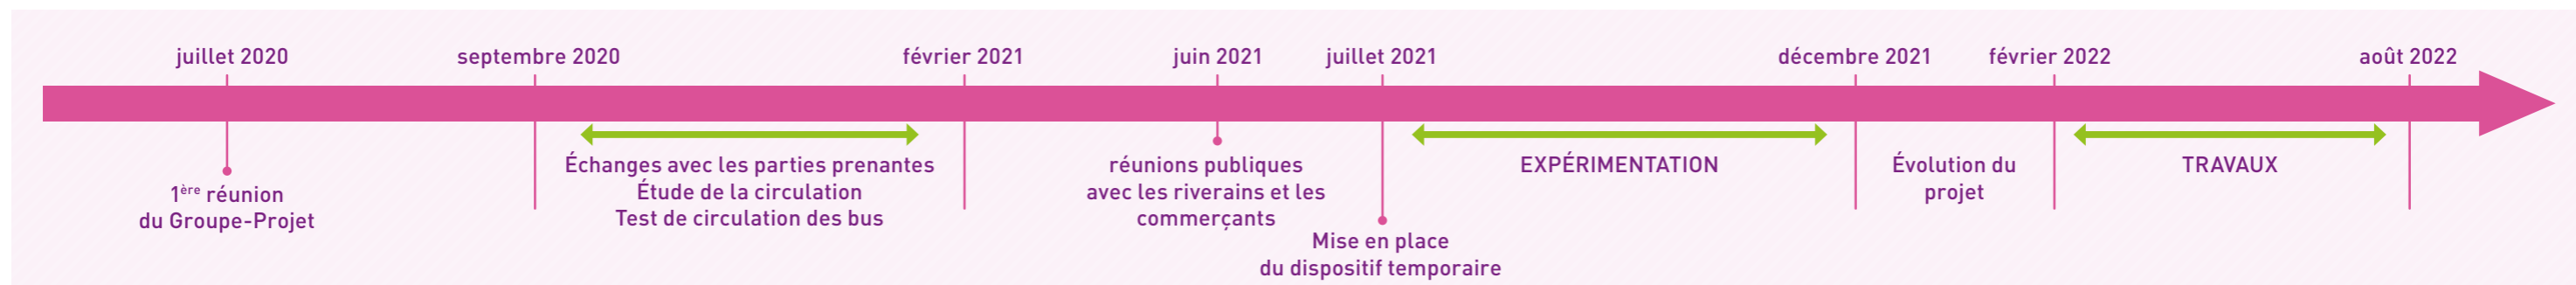 juillet 2020
septembre 2020
février 2021
juin 2021
juillet 2021
décembre 2021
février 2022
août 2022
1ère réunion
du Groupe-Projet
Échanges avec les parties prenantes
Étude de la circulation
Test de circulation des bus
réunions publiques
avec les riverains et les
commerçants
Mise en place
du dispositif temporaire
EXPÉRIMENTATION
Évolution du
projet
TRAVAUX